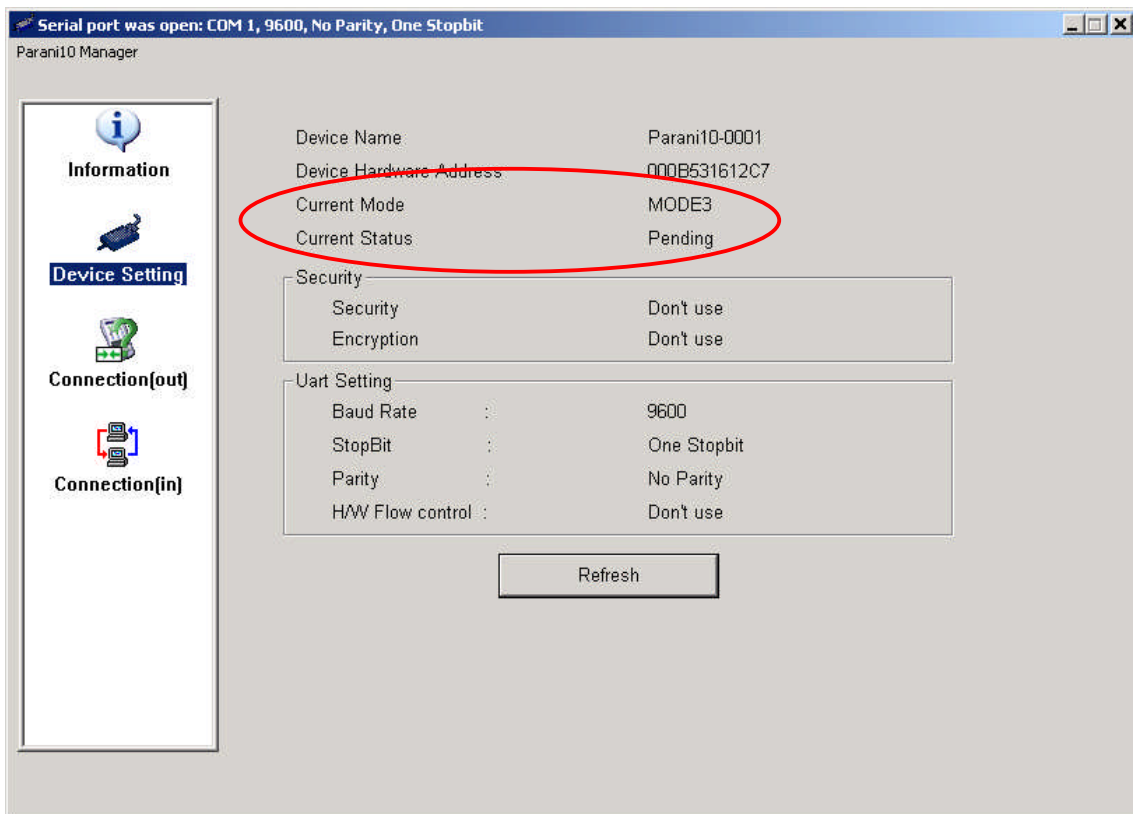 Serial port was open: COM 1, 9600, No Parity, One Stopbit
Parani10 Manager
Information
Device Setting
Connection(out)
Connection(in)
Device Name Parani10-0001
Device Hardware Address 000B531612C7
Current Mode MODE3
Current Status Pending
Security
Security Don't use
Encryption Don't use
Uart Setting
Baud Rate : 9600
StopBit : One Stopbit
Parity : No Parity
H/W Flow control : Don't use
Refresh